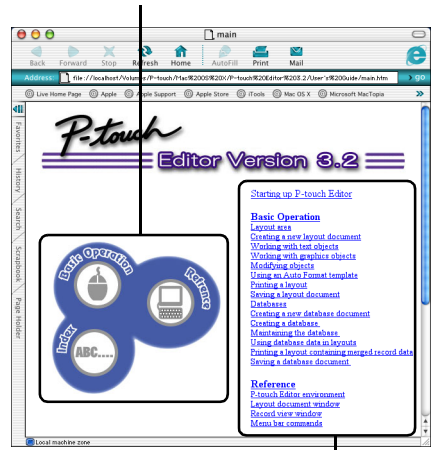 main
Back Forward Stop Refresh Home AutoFill Print Mail
Address file://localhost/Volumes/P-touch/Mac%20OS%20X/P-touch%20Editor%203.2/User's%20Guide/main.htm go
Live Home Page Apple Apple Support Apple Store iTools Mac OS X Microsoft MacTopia
Favorites
History
Search
Scrapbook
Page Holder
P-touch
Editor Version 3.2
Basic Operation
Refrence
Index
ABC....
Starting up P-touch Editor
Basic Operation
Layout area
Creating a new layout document
Working with text objects
Working with graphics objects
Modifying objects
Using an Auto Format template
Printing a layout
Saving a layout document
Databases
Creating a new database document
Creating a database
Maintaining the database
Using database data in layouts
Printing a layout containing merged record data
Saving a database document
Reference
P-touch Editor environment
Layout document window
Record view window
Menu bar commands
Local machine zone